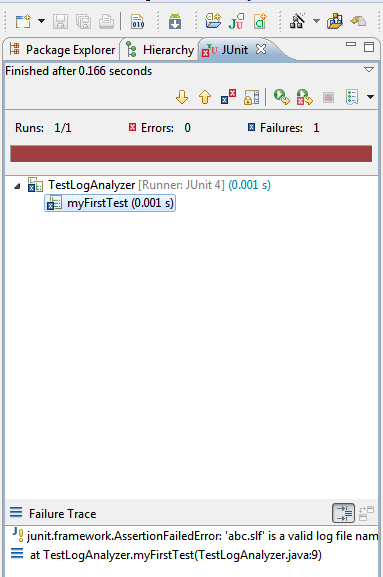 Package Explorer Hierarchy JUnit
Finished after 0.166 seconds
Runs: 1/1 Errors: 0 Failures: 1
TestLogAnalyzer [Runner: JUnit 4] (0.001 s)
myFirstTest (0.001 s)
Failure Trace
junit.framework.AssertionFailedError: 'abc.slf' is a valid log file nam
at TestLogAnalyzer.myFirstTest(TestLogAnalyzer.java:9)